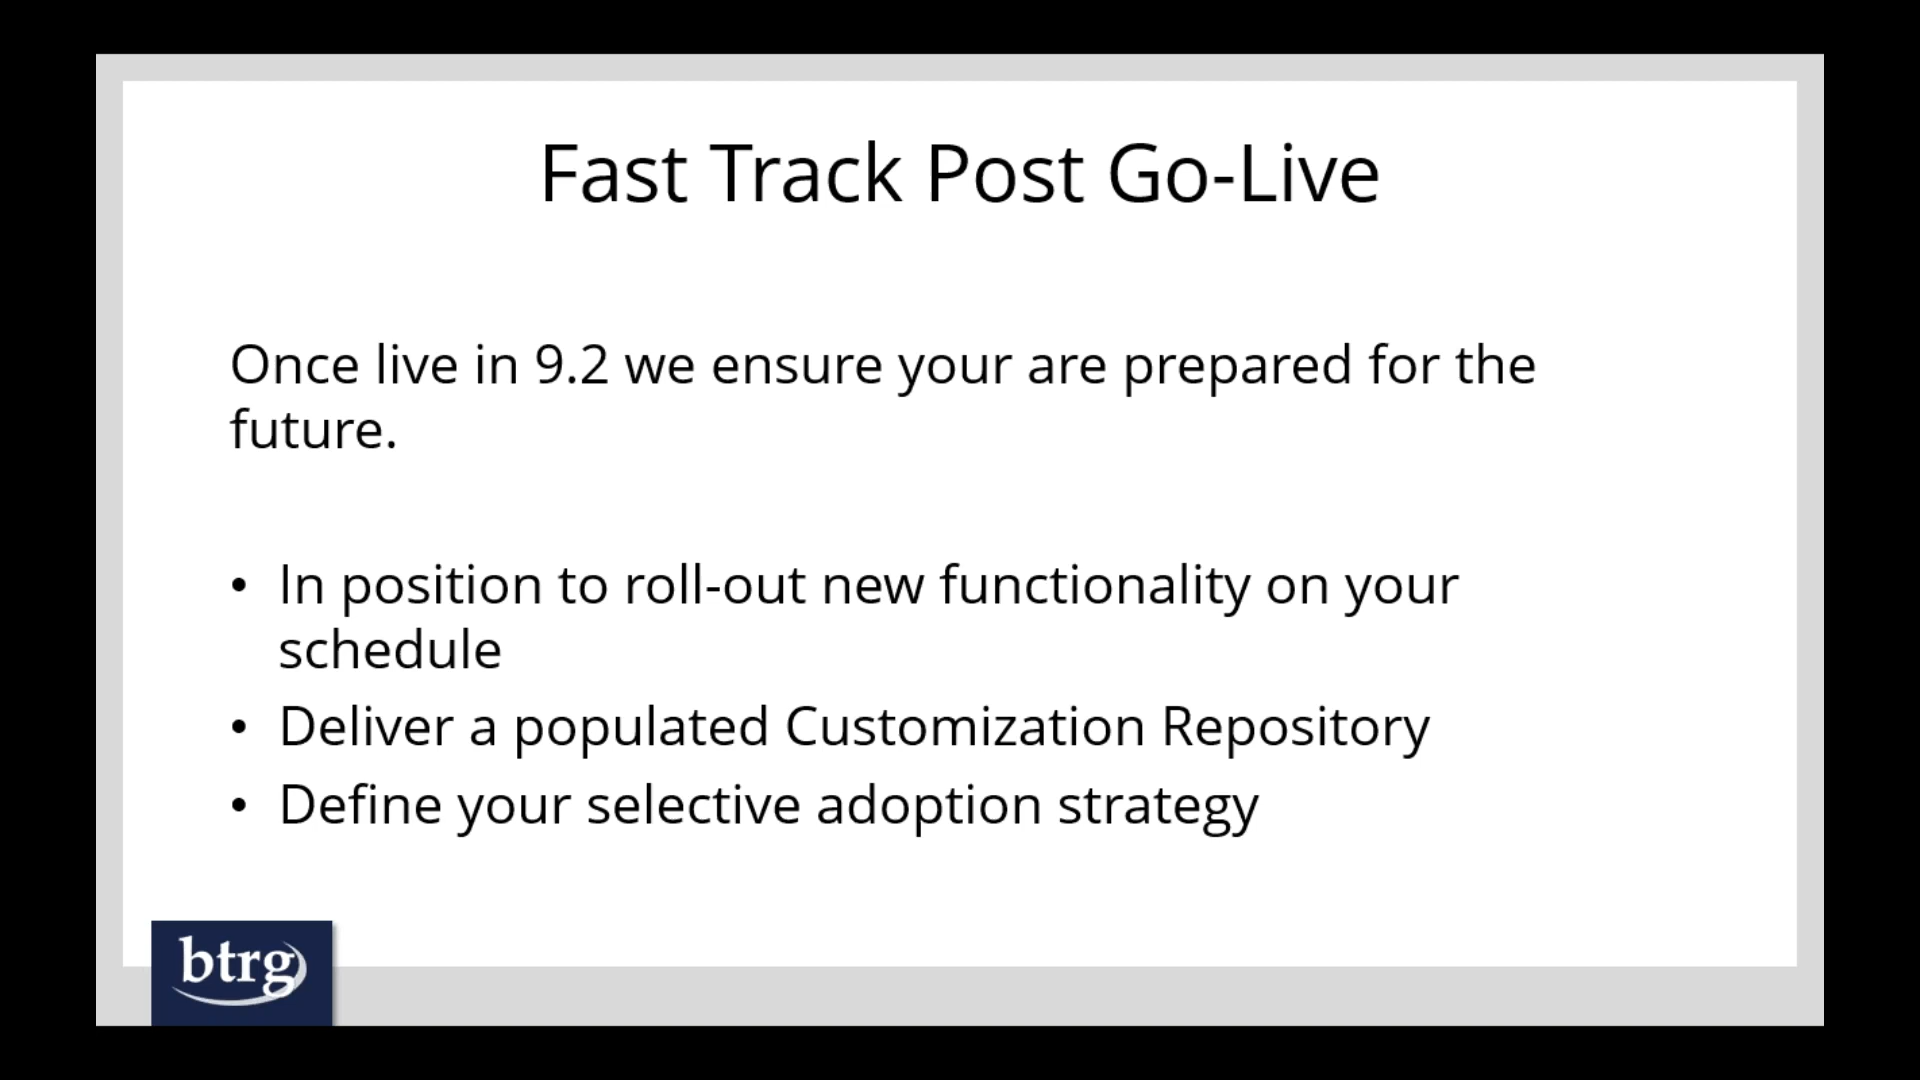 Fast Track Post Go-Live
Once live in 9.2 we ensure your are prepared for the
future.
• In position to roll-out new functionality on your
schedule
• Deliver a populated Customization Repository
• Define your selective adoption strategy
btrg